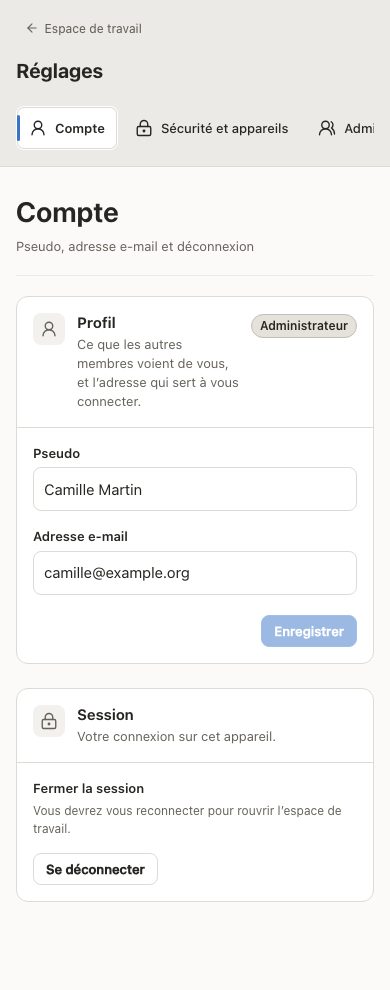 Espace de travail
Réglages
Compte
Sécurité et appareils
Admi
Compte
Pseudo, adresse e-mail et déconnexion
Profil
Administrateur
Ce que les autres
membres voient de vous,
et l'adresse qui sert à vous
connecter.
Pseudo
Camille Martin
Adresse e-mail
camille@example.org
Enregistrer
Session
Votre connexion sur cet appareil.
Fermer la session
Vous devrez vous reconnecter pour rouvrir l'espace de
travail.
Se déconnecter